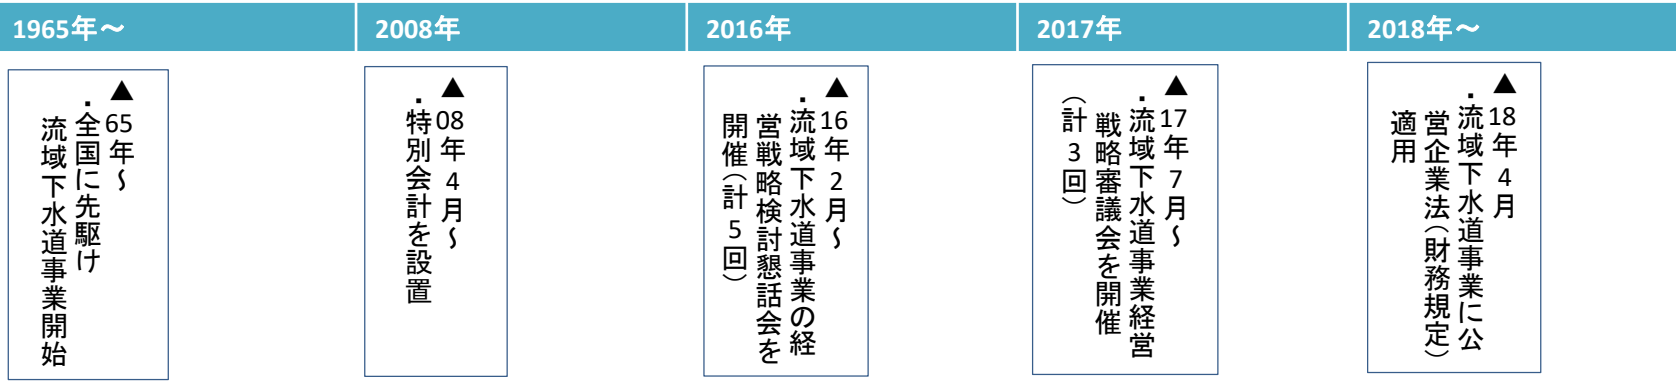 1965年～
2008年
2016年
2017年
2018年～
▲65年～
・全国に先駆け
流域下水道事業開始
▲08年4月～
・特別会計を設置
▲16年2月～
・流域下水道事業の経
営戦略検討懇話会を
開催（計5回）
▲17年7月～
・流域下水道事業経営
戦略審議会を開催
（計3回）
▲18年4月
・流域下水道事業に公
営企業法（財務規定）
適用